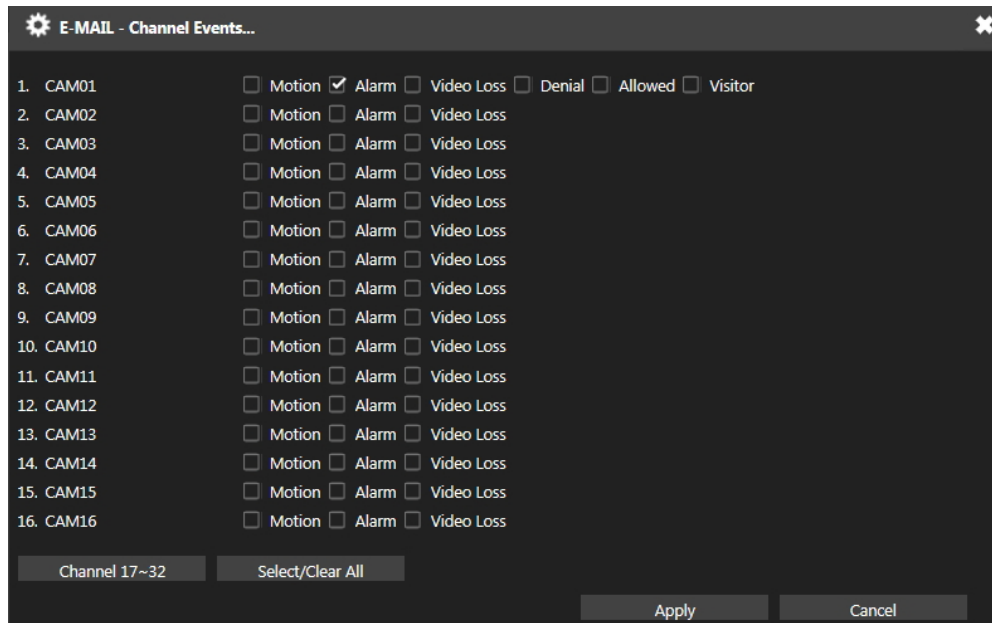 E-MAIL - Channel Events...
1. CAM01 Motion Alarm Video Loss Denial Allowed Visitor
2. CAM02 Motion Alarm Video Loss
3. CAM03 Motion Alarm Video Loss
4. CAM04 Motion Alarm Video Loss
5. CAM05 Motion Alarm Video Loss
6. CAM06 Motion Alarm Video Loss
7. CAM07 Motion Alarm Video Loss
8. CAM08 Motion Alarm Video Loss
9. CAM09 Motion Alarm Video Loss
10. CAM10 Motion Alarm Video Loss
11. CAM11 Motion Alarm Video Loss
12. CAM12 Motion Alarm Video Loss
13. CAM13 Motion Alarm Video Loss
14. CAM14 Motion Alarm Video Loss
15. CAM15 Motion Alarm Video Loss
16. CAM16 Motion Alarm Video Loss
Channel 17~32 Select/Clear All
Apply Cancel